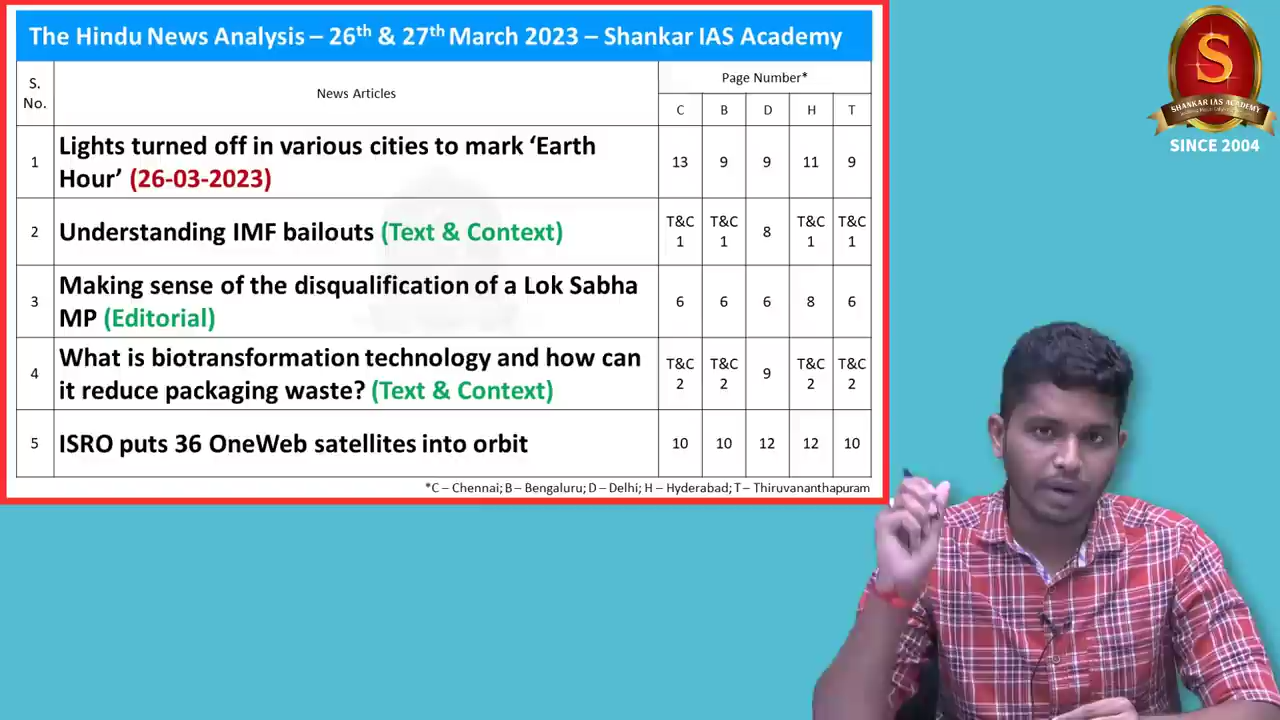 The Hindu News Analysis – 26th & 27th March 2023 – Shankar IAS Academy
S. No.
News Articles
Page Number*
C B D H T
1 Lights turned off in various cities to mark ‘Earth
Hour’ (26-03-2023) 13 9 9 11 9
2 Understanding IMF bailouts (Text & Context) T&C 1 T&C 1 8 T&C 1 T&C 1
3 Making sense of the disqualification of a Lok Sabha
MP (Editorial) 6 6 6 8 6
4 What is biotransformation technology and how can
it reduce packaging waste? (Text & Context) T&C 2 T&C 2 9 T&C 2 T&C 2
5 ISRO puts 36 OneWeb satellites into orbit 10 10 12 12 10
*C – Chennai; B – Bengaluru; D – Delhi; H – Hyderabad; T – Thiruvananthapuram
S
SHANKAR IAS ACADEMY
SINCE 2004